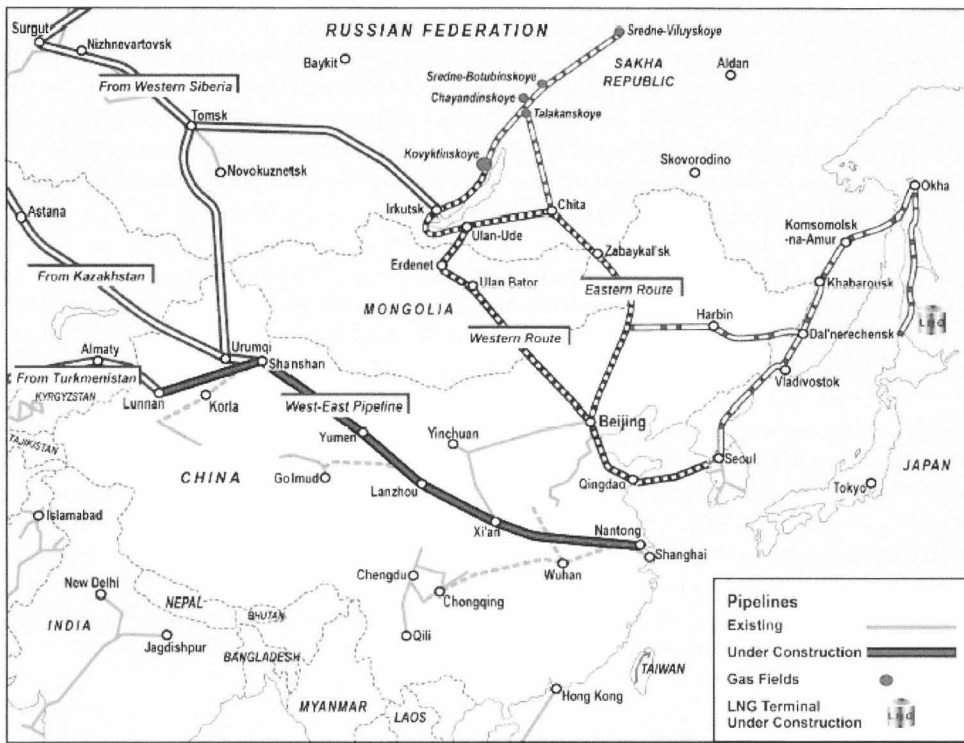 Surgut
Nizhnevartovsk
RUSSIAN FEDERATION
Sredne-Viluyskoye
Baykit
SAKHA
REPUBLIC
Aldan
From Western Siberia
Sredne-Botubinskoye
Chayandinskoye
Talakanskoye
Tomsk
Kovyktinskoye
Skovorodino
Novokuznetsk
Okha
Astana
Irkutsk
Chita
Komsomolsk
-na-Amur
Ulan-Ude
Zabaykal'sk
Erdenet
From Kazakhstan
Ulan Bator
Eastern Route
Khabarousk
MONGOLIA
Harbin
LNG
Western Route
Dal'nerechensk
Almaty
Urumqi
Shanshan
Vladivostok
From Turkmenistan
KYRGYZSTAN
Lunnan
Korla
West-East Pipeline
Beijing
Yumen
Yinchuan
TAJIKISTAN
Seoul
JAPAN
CHINA
Golmud
Lanzhou
Qingdao
Tokyo
Islamabad
Xi'an
Nantong
Shanghai
Chengdu
Wuhan
New Delhi
Chongqing
NEPAL
BHUTAN
INDIA
Jagdishpur
Qili
BANGLADESH
TAIWAN
Hong Kong
MYANMAR
LAOS
Pipelines
Existing
Under Construction
Gas Fields
LNG Terminal
Under Construction
LNG